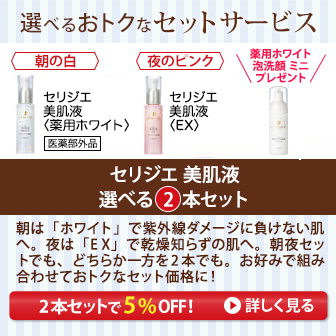 選べるおトクなセットサービス
朝の白
夜のピンク
薬用ホワイト
泡洗顔 ミニ
プレゼント
セリジエ
美肌液
〈薬用ホワイト〉
医薬部外品
セリジエ
美肌液
〈EX〉
セリジエ 美肌液
選べる2本セット
朝は「ホワイト」で紫外線ダメージに負けない肌
へ。夜は「EX」で乾燥知らずの肌へ。朝夜セッ
トでも、どちらか一方を2本でも。お好みで組み
合わせておトクなセット価格に!
2本セットで5%OFF!
詳しく見る